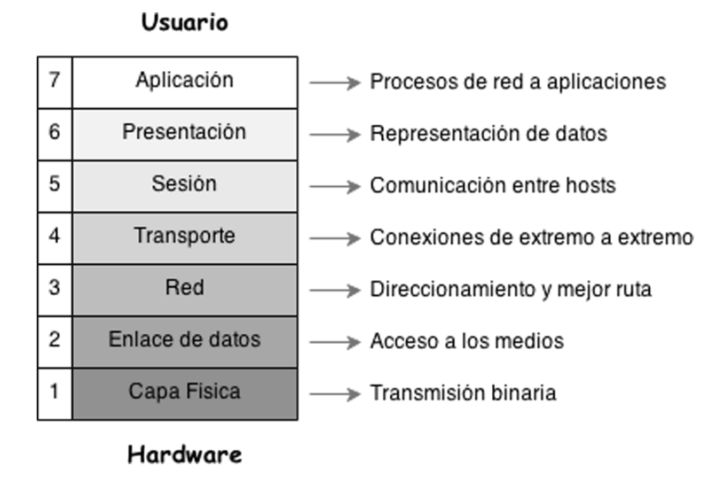 Usuario
7 Aplicación Procesos de red a aplicaciones
6 Presentación Representación de datos
5 Sesión Comunicación entre hosts
4 Transporte Conexiones de extremo a extremo
3 Red Direccionamiento y mejor ruta
2 Enlace de datos Acceso a los medios
1 Capa Fisica Transmisión binaria
Hardware